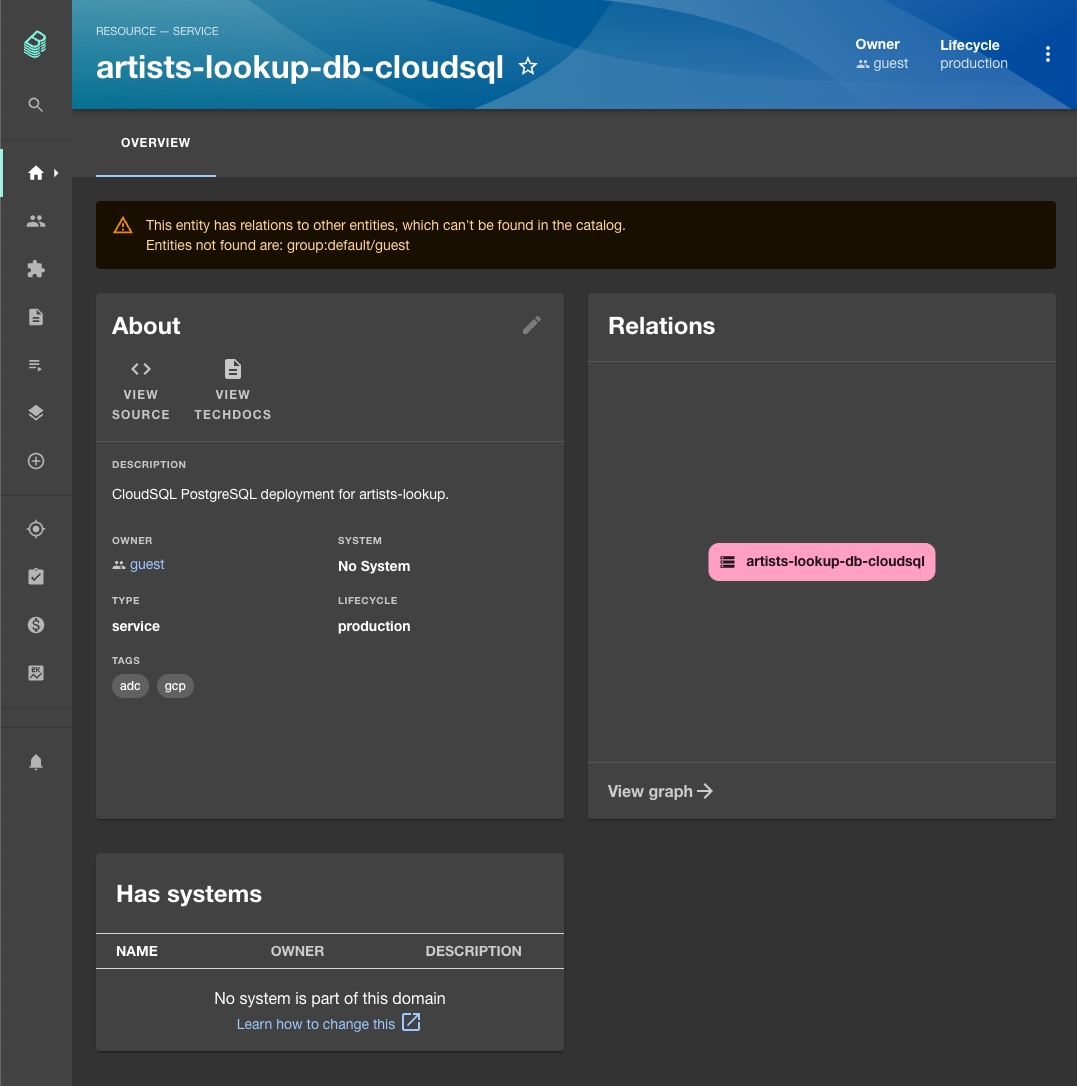 RESOURCE — SERVICE
artists-lookup-db-cloudsql
Owner
guest
Lifecycle
production
OVERVIEW
This entity has relations to other entities, which can't be found in the catalog.
Entities not found are: group:default/guest
About
VIEW
SOURCE
VIEW
TECHDOCS
DESCRIPTION
CloudSQL PostgreSQL deployment for artists-lookup.
OWNER
guest
SYSTEM
No System
TYPE
service
LIFECYCLE
production
TAGS
adc gcp
Relations
artists-lookup-db-cloudsql
View graph
Has systems
NAME OWNER DESCRIPTION
No system is part of this domain
Learn how to change this